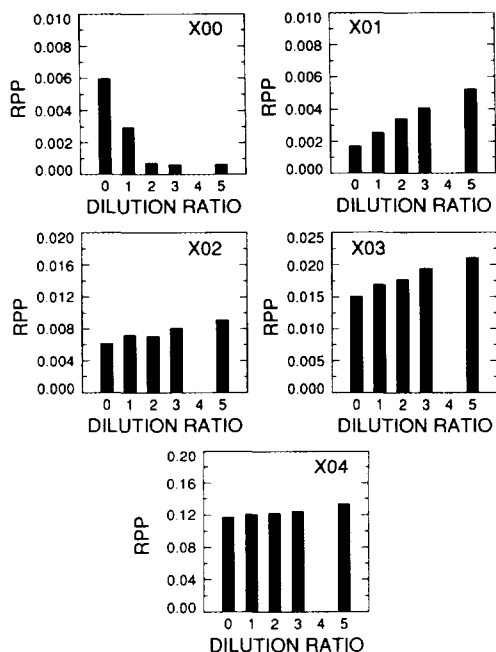 X00
RPP
0.010
0.008
0.006
0.004
0.002
0.000
0 1 2 3 4 5
DILUTION RATIO
X01
RPP
0.010
0.008
0.006
0.004
0.002
0.000
0 1 2 3 4 5
DILUTION RATIO
X02
RPP
0.020
0.016
0.012
0.008
0.004
0.000
0 1 2 3 4 5
DILUTION RATIO
X03
RPP
0.025
0.020
0.015
0.010
0.005
0.000
0 1 2 3 4 5
DILUTION RATIO
X04
RPP
0.20
0.16
0.12
0.08
0.04
0.00
0 1 2 3 4 5
DILUTION RATIO